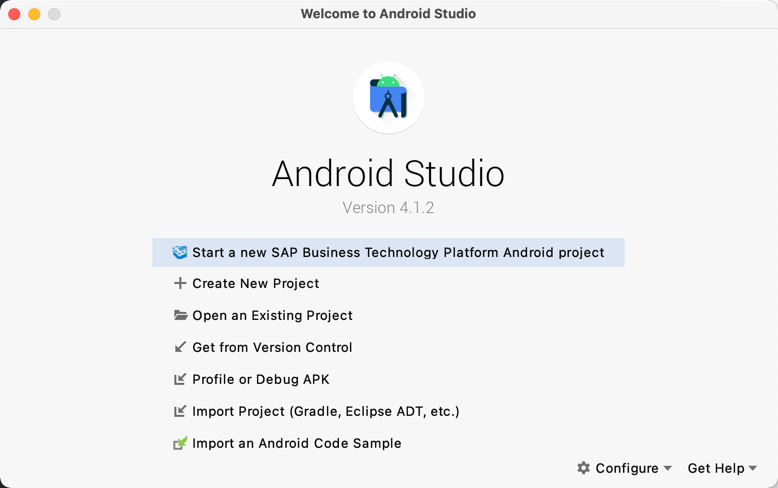 Welcome to Android Studio
Android Studio
Version 4.1.2
Start a new SAP Business Technology Platform Android project
Create New Project
Open an Existing Project
Get from Version Control
Profile or Debug APK
Import Project (Gradle, Eclipse ADT, etc.)
Import an Android Code Sample
Configure Get Help